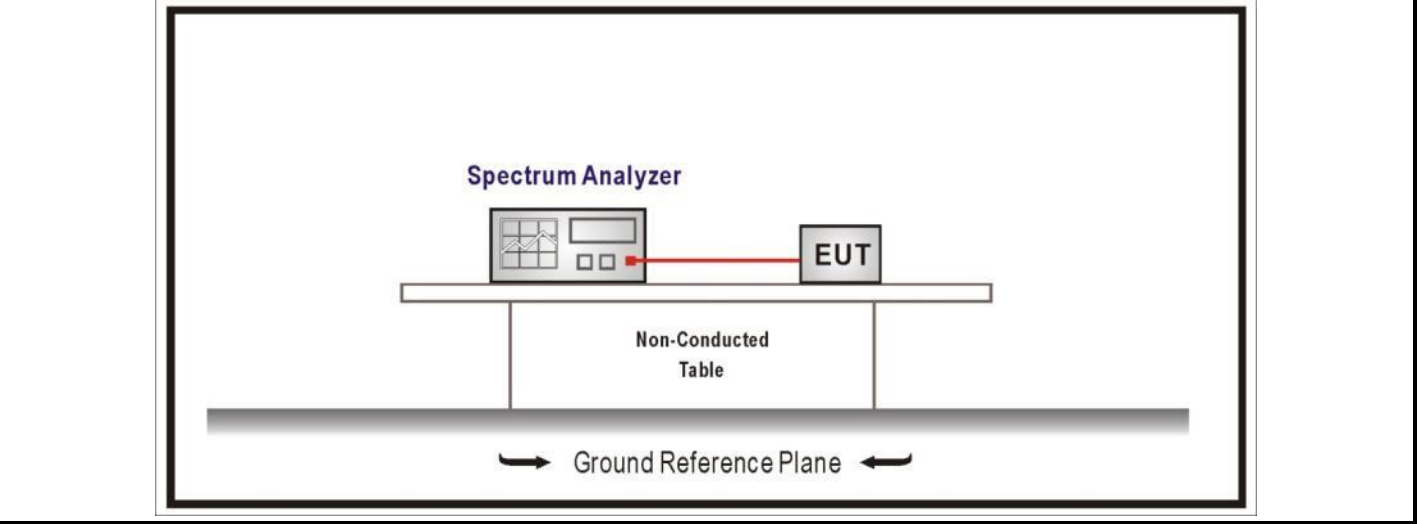 Spectrum Analyzer
EUT
Non-Conducted
Table
Ground Reference Plane